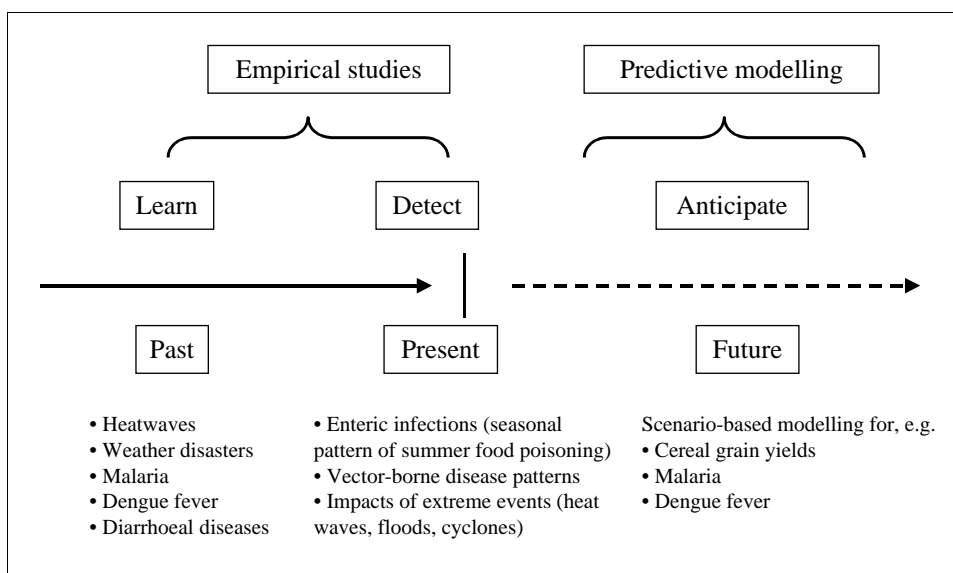 Empirical studies
Predictive modelling
Learn
Detect
Anticipate
Past
Present
Future
• Heatwaves
• Weather disasters
• Malaria
• Dengue fever
• Diarrhoeal diseases
• Enteric infections (seasonal
pattern of summer food poisoning)
• Vector-borne disease patterns
• Impacts of extreme events (heat
waves, floods, cyclones)
Scenario-based modelling for, e.g.
• Cereal grain yields
• Malaria
• Dengue fever